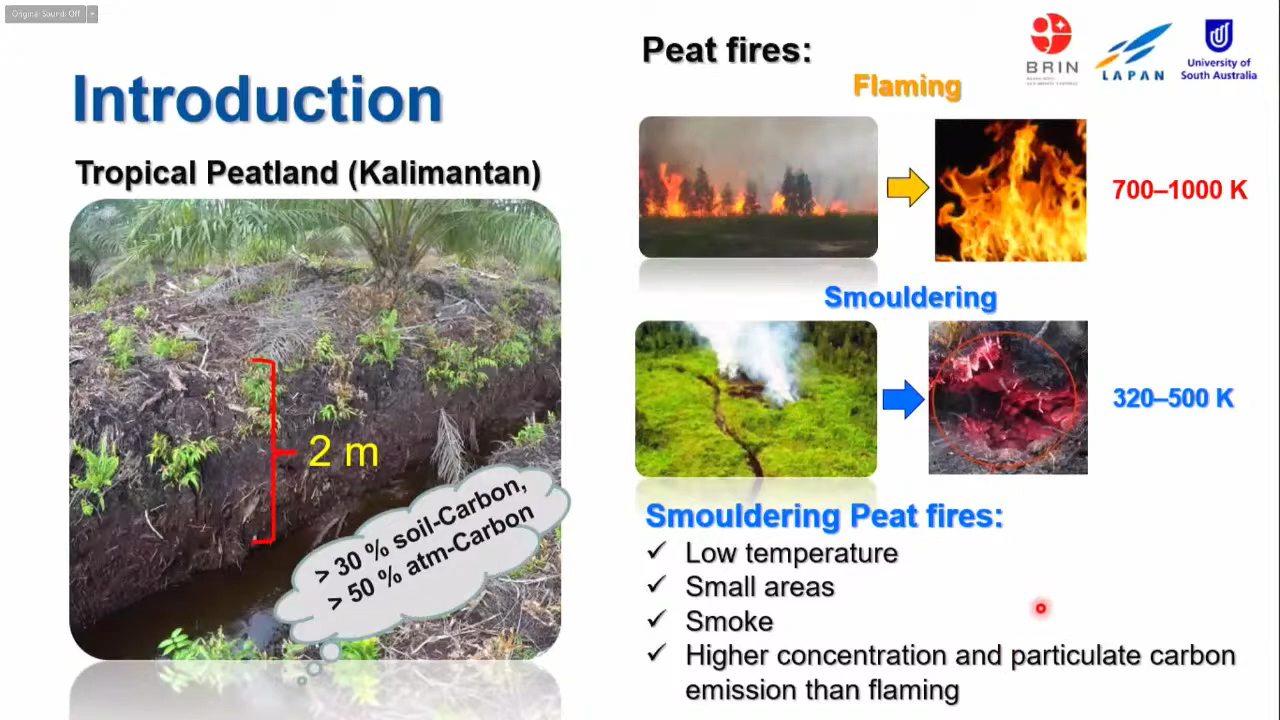 Original Sound: Off
Introduction
Tropical Peatland (Kalimantan)
2 m
> 30 % soil-Carbon,
> 50 % atm-Carbon
Peat fires:
BRIN
LAPAN
University of
South Australia
Flaming
700–1000 K
Smouldering
320–500 K
Smouldering Peat fires:
✓ Low temperature
✓ Small areas
✓ Smoke
✓ Higher concentration and particulate carbon
emission than flaming